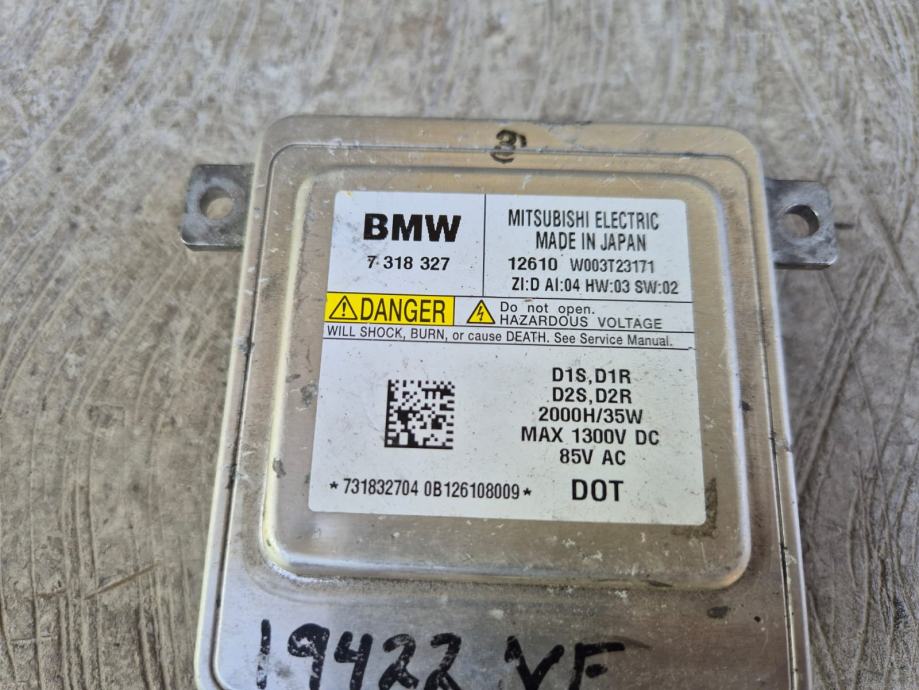 8
BMW
7 318 327
MITSUBISHI ELECTRIC
MADE IN JAPAN
12610 W003T23171
ZI:D AI:04 HW:03 SW:02
DANGER
Do not open.
HAZARDOUS VOLTAGE
WILL SHOCK, BURN, or cause DEATH. See Service Manual.
D1S,D1R
D2S,D2R
2000H/35W
MAX 1300V DC
85V AC
*731832704 0B126108009*
DOT
19422 YF